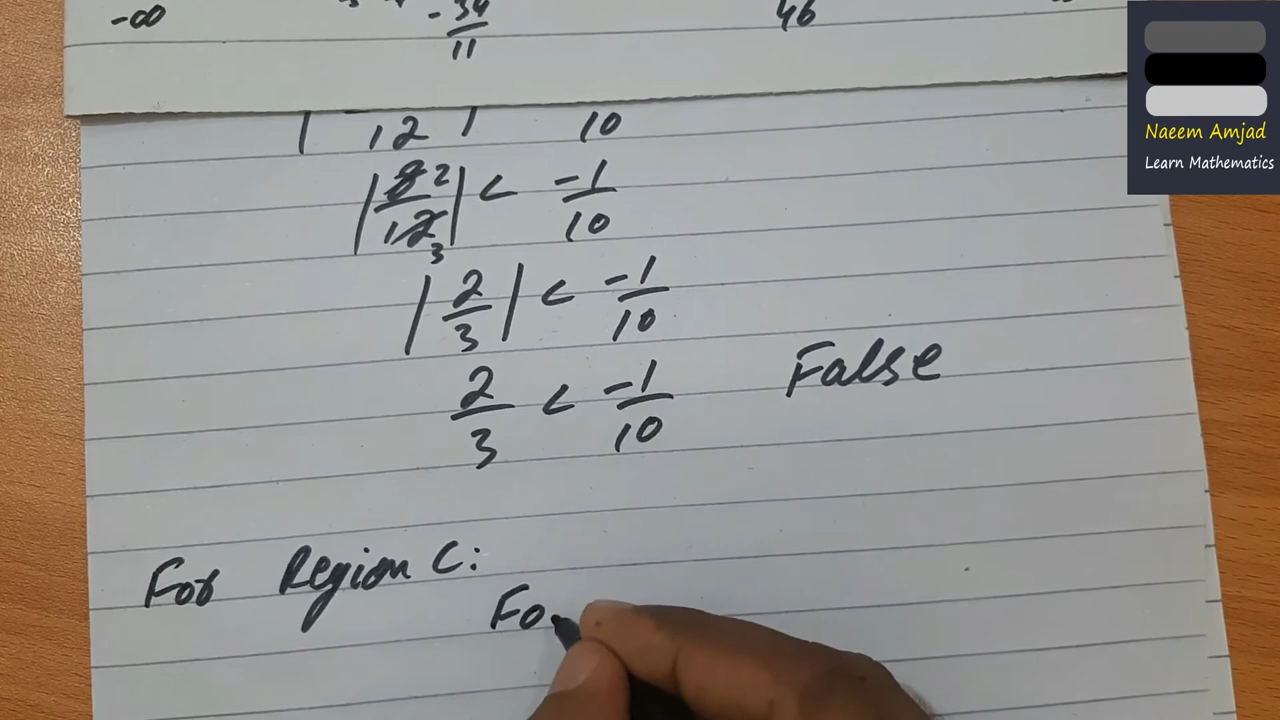 -∞ -34/11 46
| 12 | 10
|8 2/12 3| < -1/10
|2/3| < -1/10
2/3 < -1/10 False
For Region C:
Fo
Naeem Amjad
Learn Mathematics